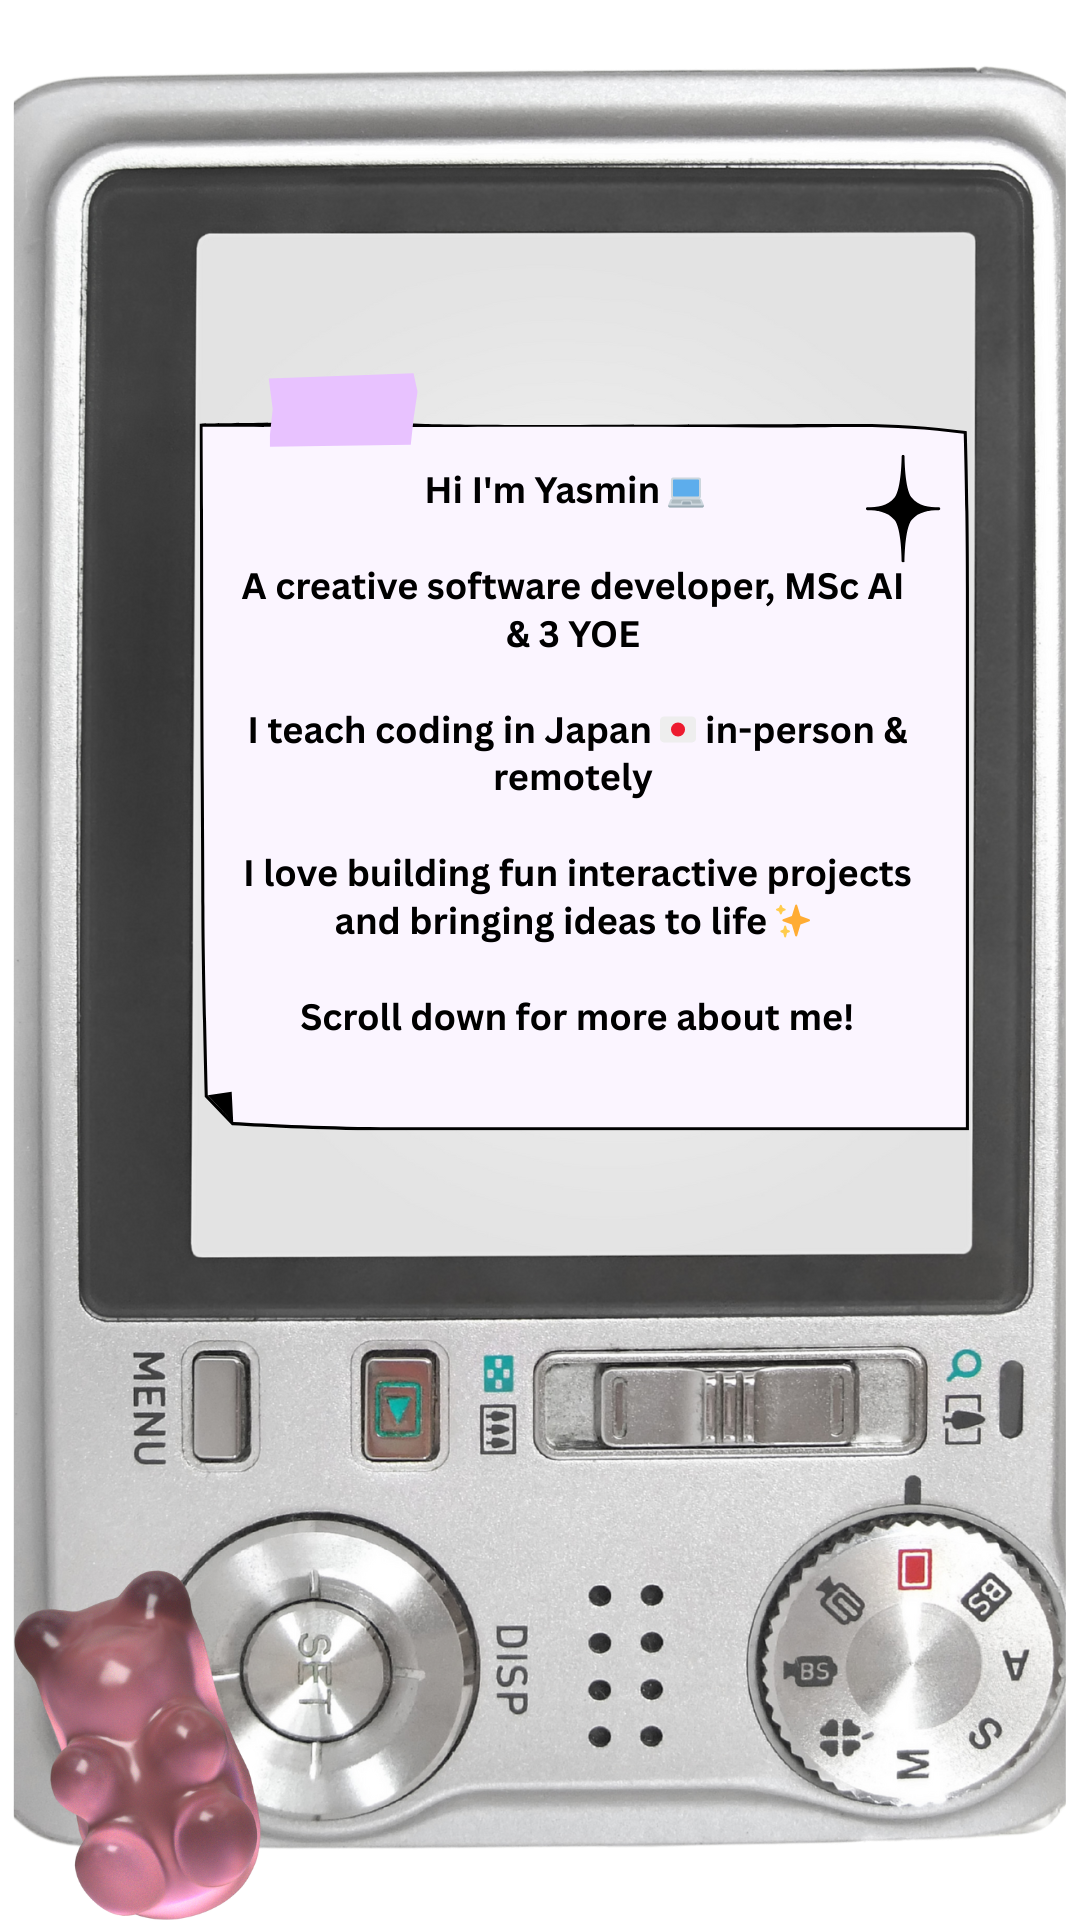 Hi I'm Yasmin 💻
A creative software developer, MSc AI
& 3 YOE
I teach coding in Japan 🇯🇵 in-person &
remotely
I love building fun interactive projects
and bringing ideas to life ✨
Scroll down for more about me!
MENU
SET
DISP
BS
A
S
M
BS